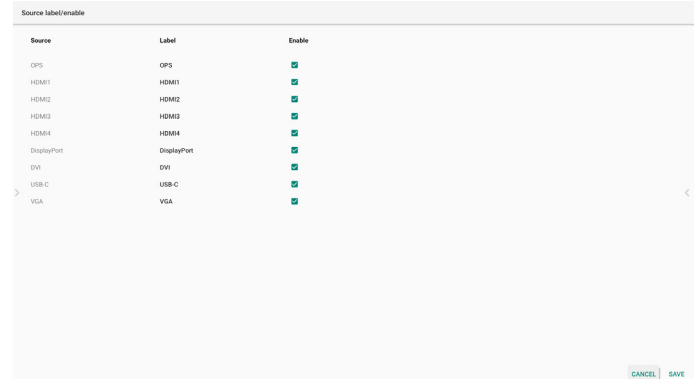 Source label/enable
Source Label Enable
OPS OPS
HDMI1 HDMI1
HDMI2 HDMI2
HDMI3 HDMI3
HDMI4 HDMI4
DisplayPort DisplayPort
DVI DVI
USB-C USB-C
VGA VGA
CANCEL SAVE